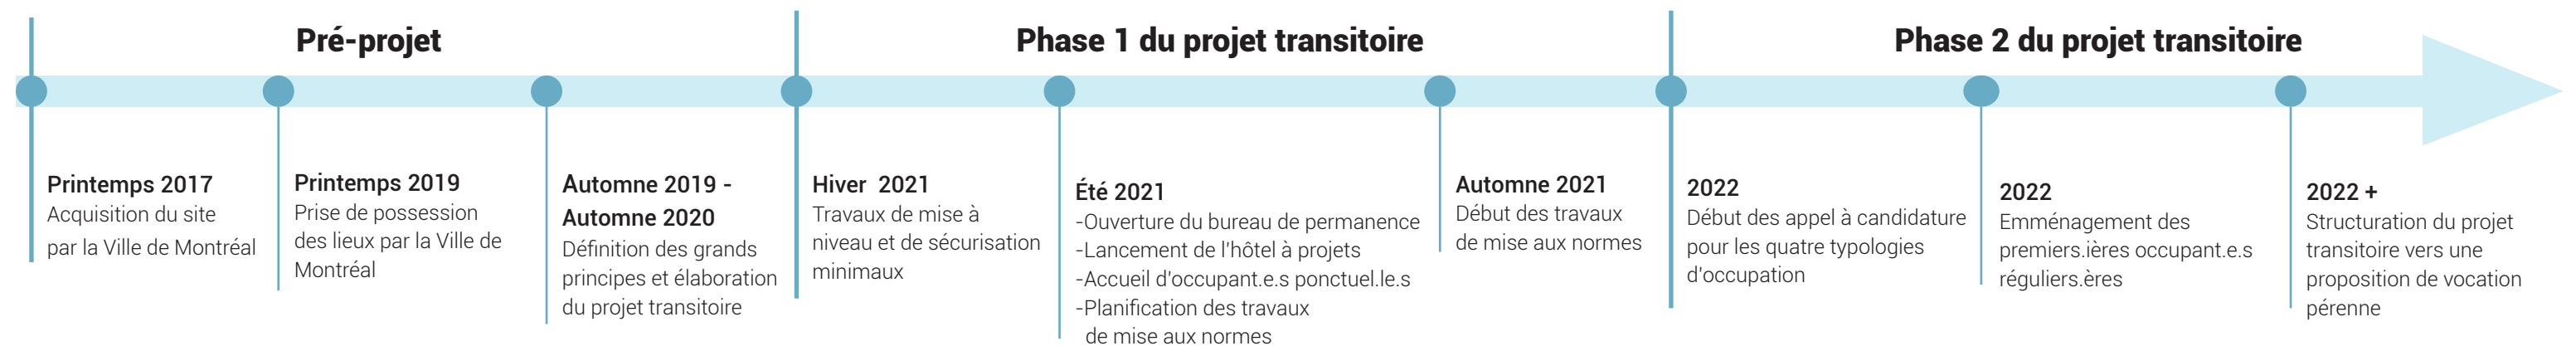 Pré-projet
Phase 1 du projet transitoire
Phase 2 du projet transitoire
Printemps 2017
Acquisition du site
par la Ville de Montréal
Printemps 2019
Prise de possession
des lieux par la Ville de
Montréal
Automne 2019 -
Automne 2020
Définition des grands
principes et élaboration
du projet transitoire
Hiver 2021
Travaux de mise à
niveau et de sécurisation
minimaux
Été 2021
-Ouverture du bureau de permanence
-Lancement de l'hôtel à projets
-Accueil d'occupant.e.s ponctuel.le.s
-Planification des travaux
de mise aux normes
Automne 2021
Début des travaux
de mise aux normes
2022
Début des appel à candidature
pour les quatre typologies
d'occupation
2022
Emménagement des
premiers.ières occupant.e.s
réguliers.ères
2022 +
Structuration du projet
transitoire vers une
proposition de vocation
pérenne